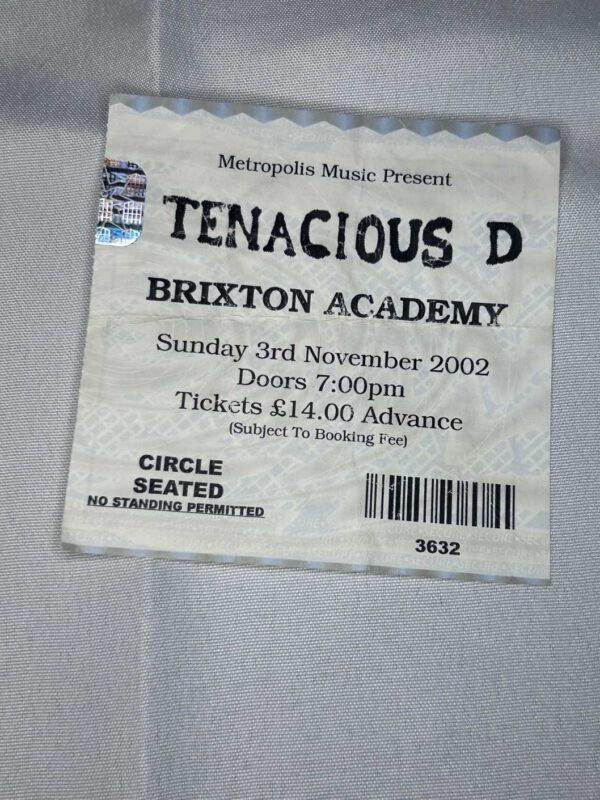 Metropolis Music Present
TENACIOUS D
BRIXTON ACADEMY
Sunday 3rd November 2002
Doors 7:00pm
Tickets £14.00 Advance
(Subject To Booking Fee)
CIRCLE
SEATED
NO STANDING PERMITTED
3632